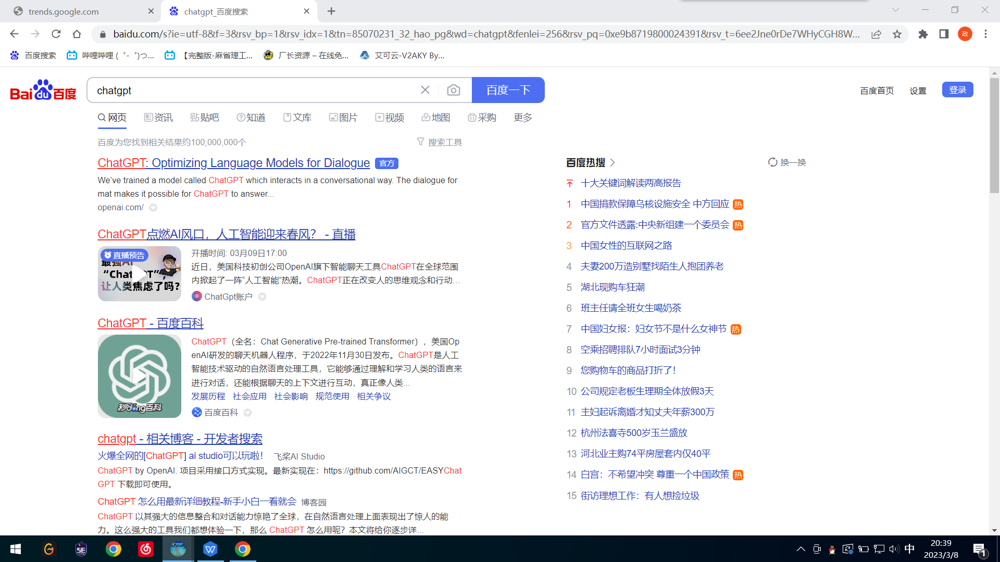 trends.google.com
chatgpt_百度搜索
baidu.com/s?ie=utf-8&f=3&rsv_bp=1&rsv_idx=1&tn=85070231_32_hao_pg&wd=chatgpt&fenlei=256&rsv_pq=0xe9b8719800024391&rsv_t=6ee2Jne0rDe7WHyCGH8W...
政
百度搜索
哔哩哔哩 ( ゜- ゜)つ...
【完整版-麻省理工...
厂长资源 – 在线免...
艾可云-V2AKY By...
Bai du 百度
chatgpt
百度一下
百度首页
设置
登录
网页
资讯
贴吧
知道
文库
图片
视频
地图
采购
更多
百度为您找到相关结果约100,000,000个
搜索工具
ChatGPT: Optimizing Language Models for Dialogue 官方
We've trained a model called ChatGPT which interacts in a conversational way. The dialogue for
mat makes it possible for ChatGPT to answer...
openai.com/
ChatGPT点燃AI风口，人工智能迎来春风？ - 直播
直播预告
最强AI
“ChatGPT”，
让人类焦虑了吗?
开播时间: 03月09日17:00
近日，美国科技初创公司OpenAI旗下智能聊天工具ChatGPT在全球范围
内掀起了一阵“人工智能”热潮。ChatGPT正在改变人的思维观念和行动...
ChatGpt账户
ChatGPT - 百度百科
秒dong百科
ChatGPT（全名：Chat Generative Pre-trained Transformer），美国Op
enAI研发的聊天机器人程序，于2022年11月30日发布。ChatGPT是人工
智能技术驱动的自然语言处理工具，它能够通过理解和学习人类的语言来
进行对话，还能根据聊天的上下文进行互动，真正像人类...
发展历程 社会应用 社会影响 规范使用 相关争议
百度百科
chatgpt - 相关博客 - 开发者搜索
火爆全网的[ChatGPT] ai studio可以玩啦！ 飞桨AI Studio
ChatGPT by OpenAI. 项目采用接口方式实现。最新实现在：https://github.com/AIGCT/EASYChat
GPT 下载即可使用。
ChatGPT 怎么用最新详细教程-新手小白一看就会 博客园
ChatGPT 以其强大的信息整合和对话能力惊艳了全球，在自然语言处理上面表现出了惊人的能
力。这么强大的工具我们都想体验一下，那么 ChatGPT 怎么用呢？本文将给你逐步详...
百度热搜
换一换
十大关键词解读两高报告
1 中国捐款保障乌核设施安全 中方回应 热
2 官方文件透露:中央新组建一个委员会 热
3 中国女性的互联网之路
4 夫妻200万造别墅找陌生人抱团养老
5 湖北现购车狂潮
6 班主任请全班女生喝奶茶
7 中国妇女报：妇女节不是什么女神节 热
8 空乘招聘排队7小时面试3分钟
9 您购物车的商品打折了！
10 公司规定老板生理期全体放假3天
11 主妇起诉离婚才知丈夫年薪300万
12 杭州法喜寺500岁玉兰盛放
13 河北业主购74平房屋套内仅40平
14 白宫：不希望冲突 尊重一个中国政策 热
15 街访理想工作：有人想捡垃圾
SE
中
20:39
2023/3/8
1